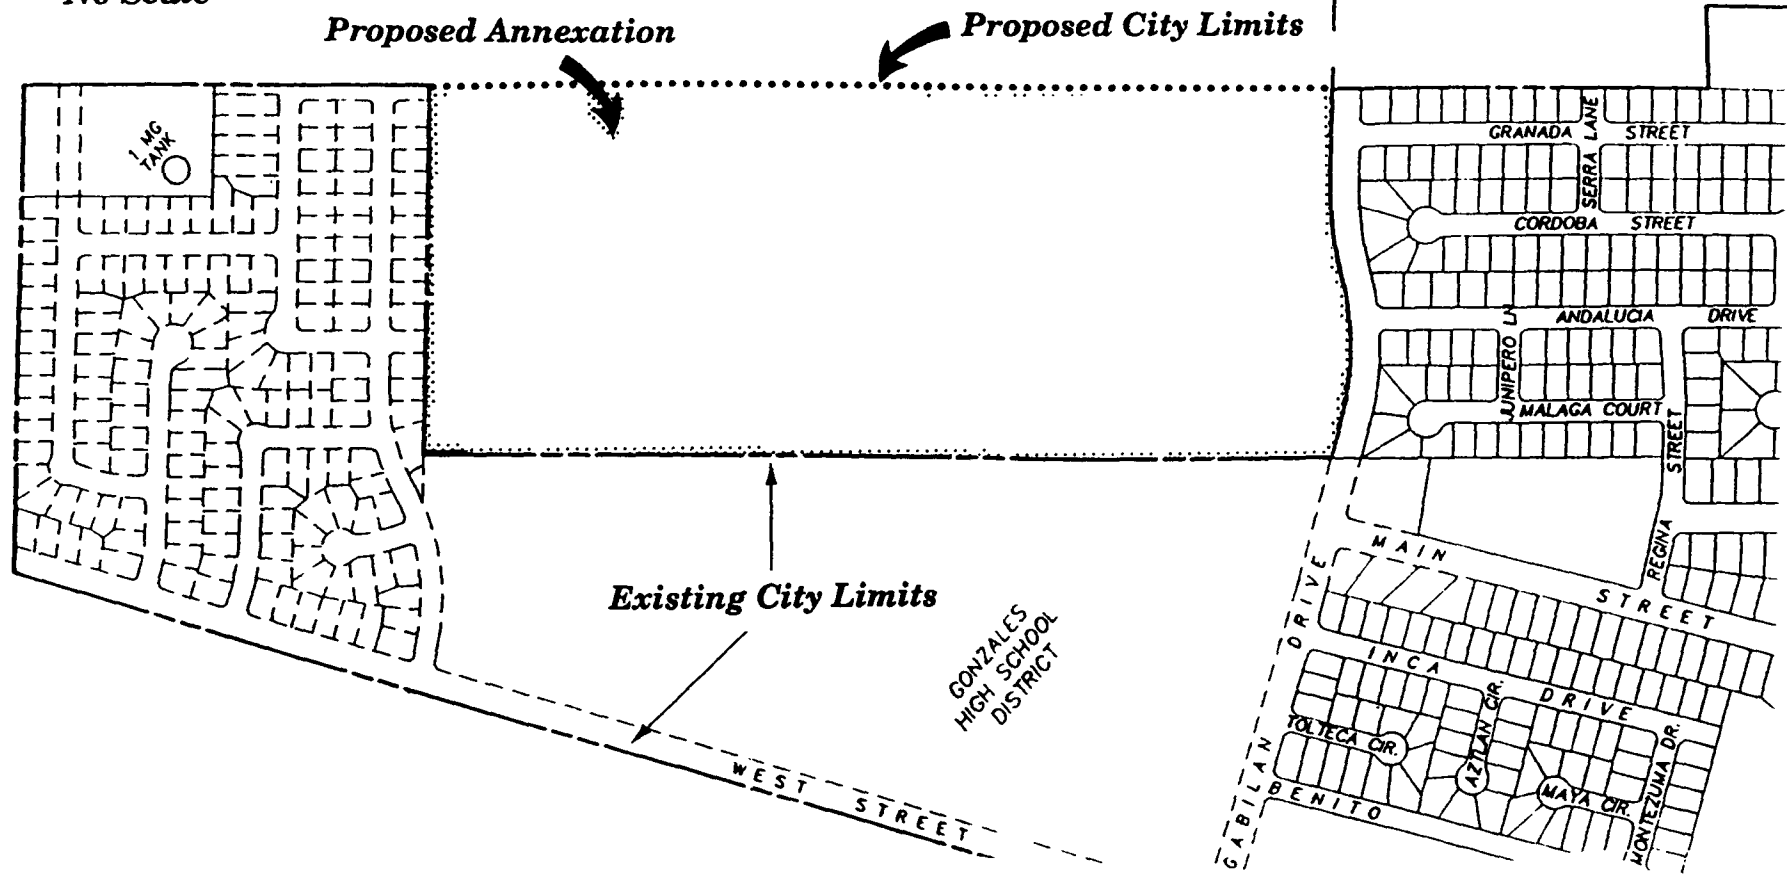 No Scale
Proposed Annexation
Proposed City Limits
1 MG
TANK
GRANADA STREET
SERRA LANE
CORDOBA STREET
ANDALUCIA DRIVE
JUNIPERO LN
MALAGA COURT
REGINA STREET
MAIN STREET
Existing City Limits
GONZALES
HIGH SCHOOL
DISTRICT
GABILAN DRIVE
INCA DRIVE
TOLTECA CIR.
AZTLAN CIR.
MAYA CIR.
MONTEZUMA DR.
BENITO
WEST STREET